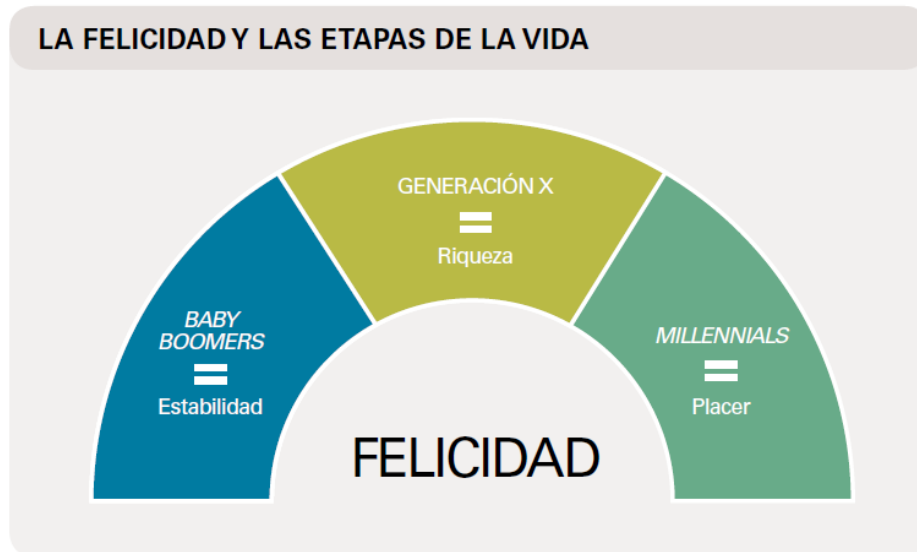 LA FELICIDAD Y LAS ETAPAS DE LA VIDA
GENERACIÓN X
=
Riqueza
BABY
BOOMERS
=
Estabilidad
MILLENNIALS
=
Placer
FELICIDAD